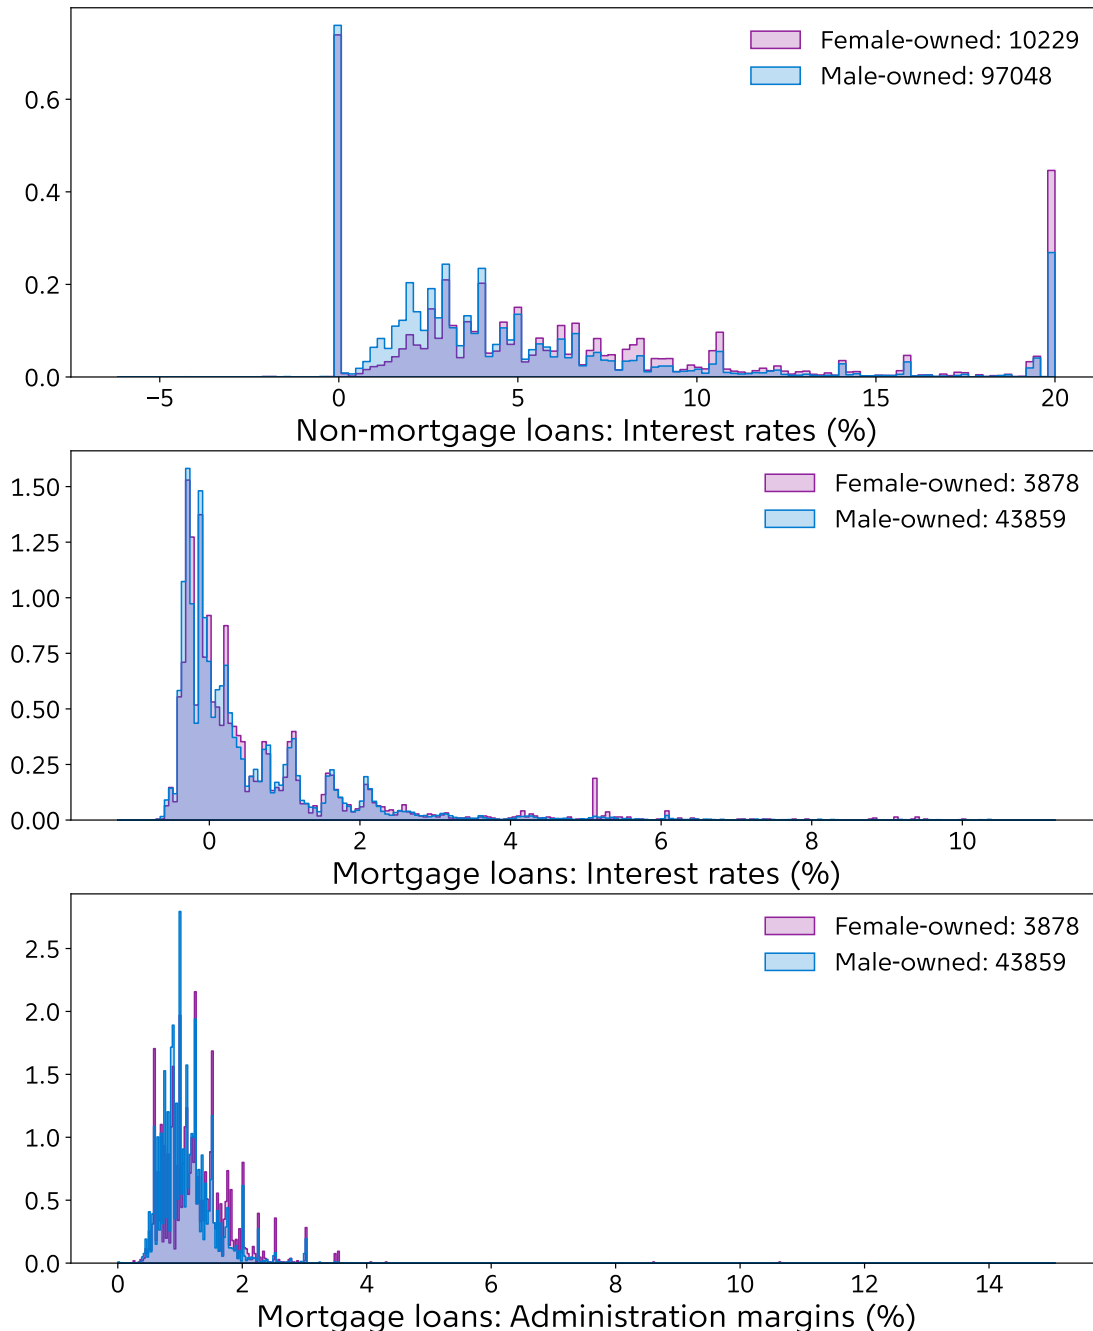 Female-owned: 10229
Male-owned: 97048
0.6
0.4
0.2
0.0
−5 0 5 10 15 20
Non-mortgage loans: Interest rates (%)
Female-owned: 3878
Male-owned: 43859
1.50
1.25
1.00
0.75
0.50
0.25
0.00
0 2 4 6 8 10
Mortgage loans: Interest rates (%)
Female-owned: 3878
Male-owned: 43859
2.5
2.0
1.5
1.0
0.5
0.0
0 2 4 6 8 10 12 14
Mortgage loans: Administration margins (%)